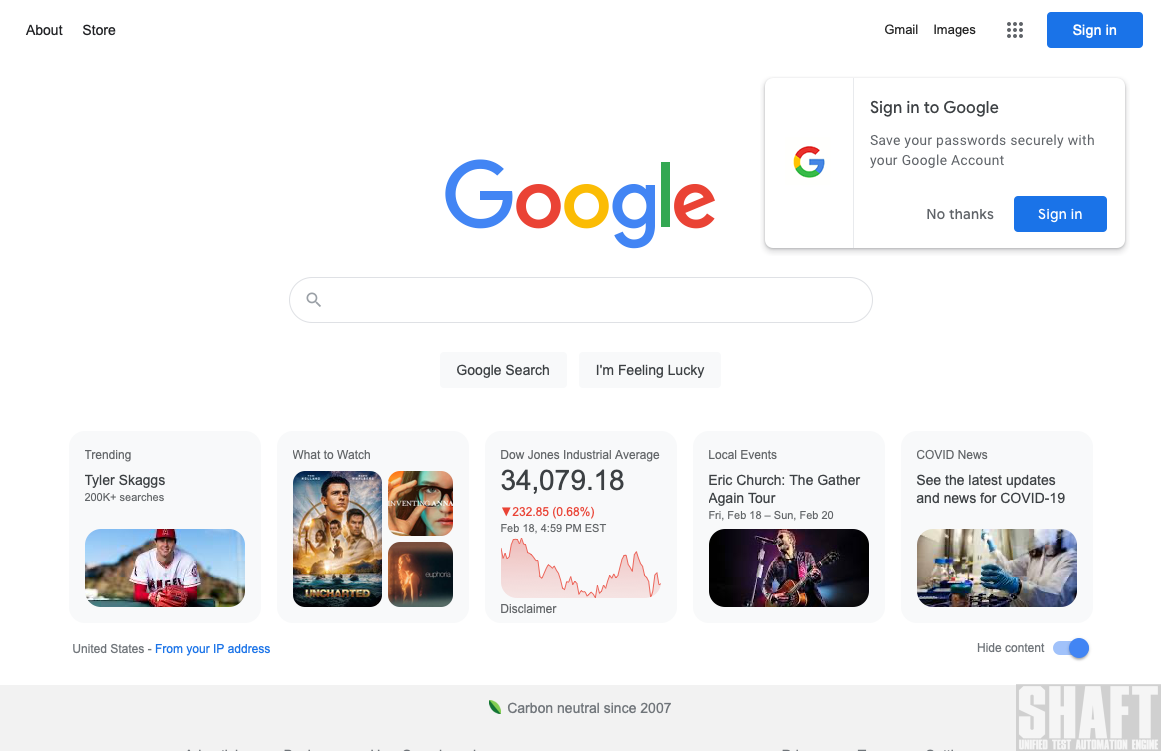 About
Store
Gmail
Images
Sign in
Sign in to Google
Save your passwords securely with
your Google Account
No thanks
Sign in
Google
Google Search
I'm Feeling Lucky
Trending
Tyler Skaggs
200K+ searches
What to Watch
UNCHARTED
INVENTING ANNA
euphoria
Dow Jones Industrial Average
34,079.18
▼232.85 (0.68%)
Feb 18, 4:59 PM EST
Disclaimer
Local Events
Eric Church: The Gather
Again Tour
Fri, Feb 18 – Sun, Feb 20
COVID News
See the latest updates
and news for COVID-19
United States - From your IP address
Hide content
Carbon neutral since 2007
SHAFT
UNIFIED TEST AUTOMATION ENGINE